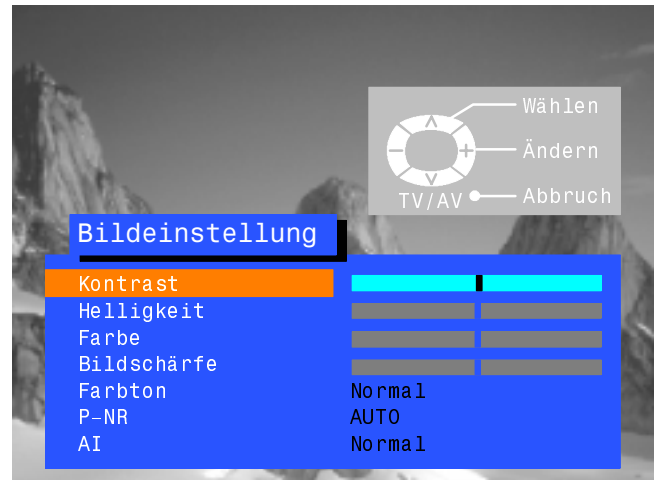 Wählen
Ändern
TV/AV Abbruch
Bildeinstellung
Kontrast
Helligkeit
Farbe
Bildschärfe
Farbton Normal
P-NR AUTO
AI Normal